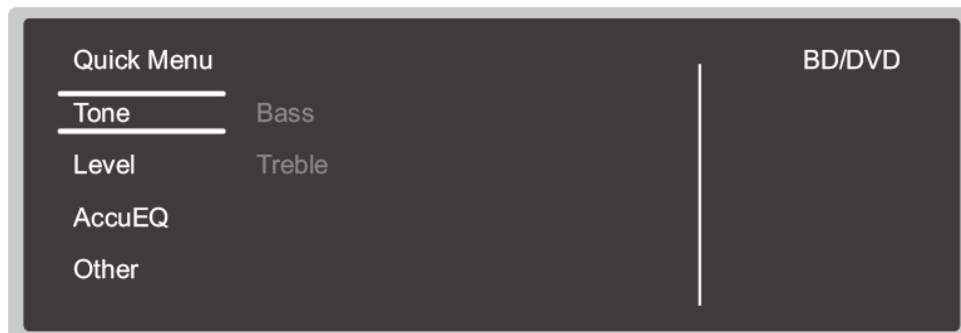 Quick Menu BD/DVD
Tone Bass
Level Treble
AccuEQ
Other